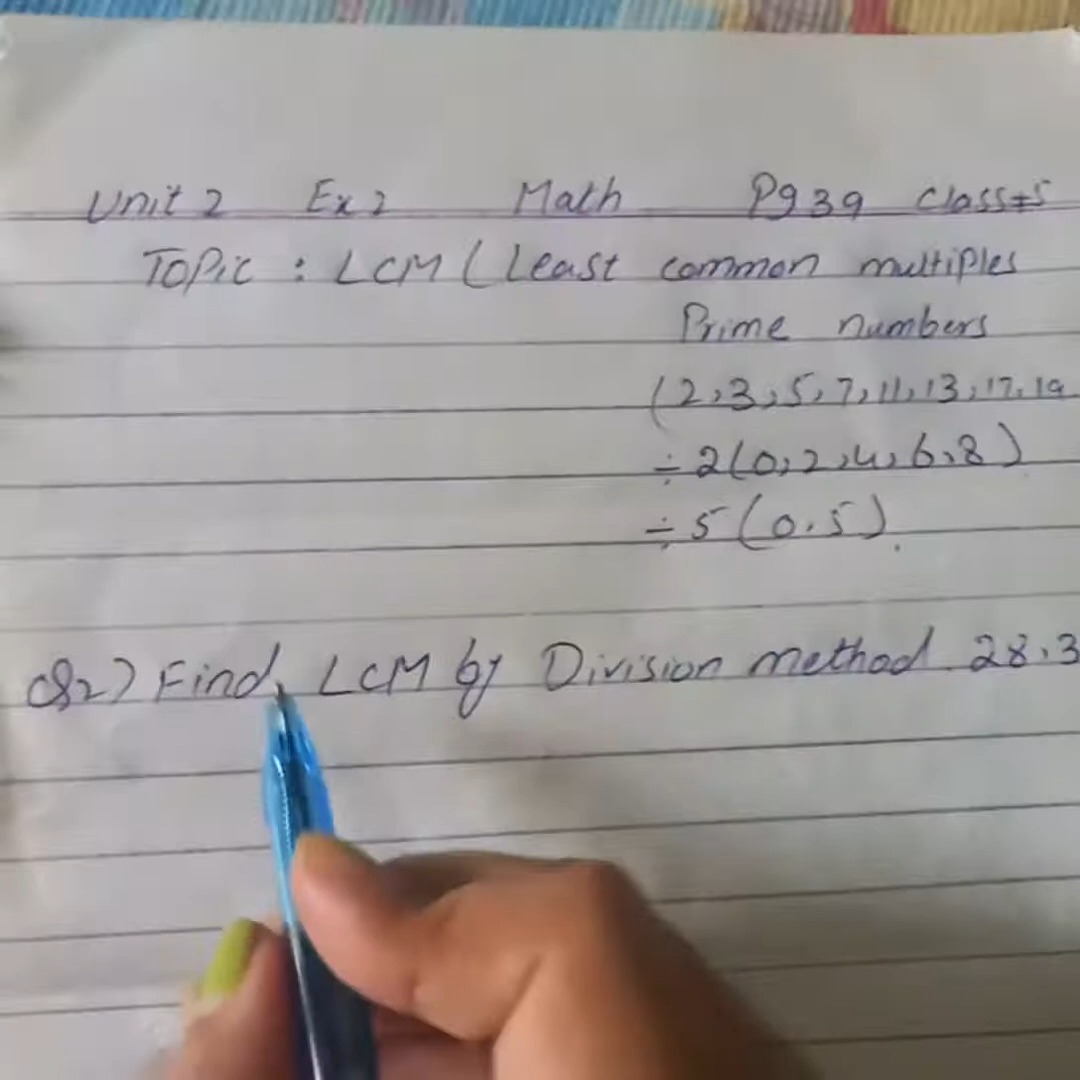 Unit 2 Ex 2 Math Pg 39 Class 5
Topic : LCM ( Least common multiples
Prime numbers
(2,3,5,7,11,13,17,19
÷2(0,2,4,6,8)
÷5(0.5).
Q2) Find, LCM by Division method 28.3